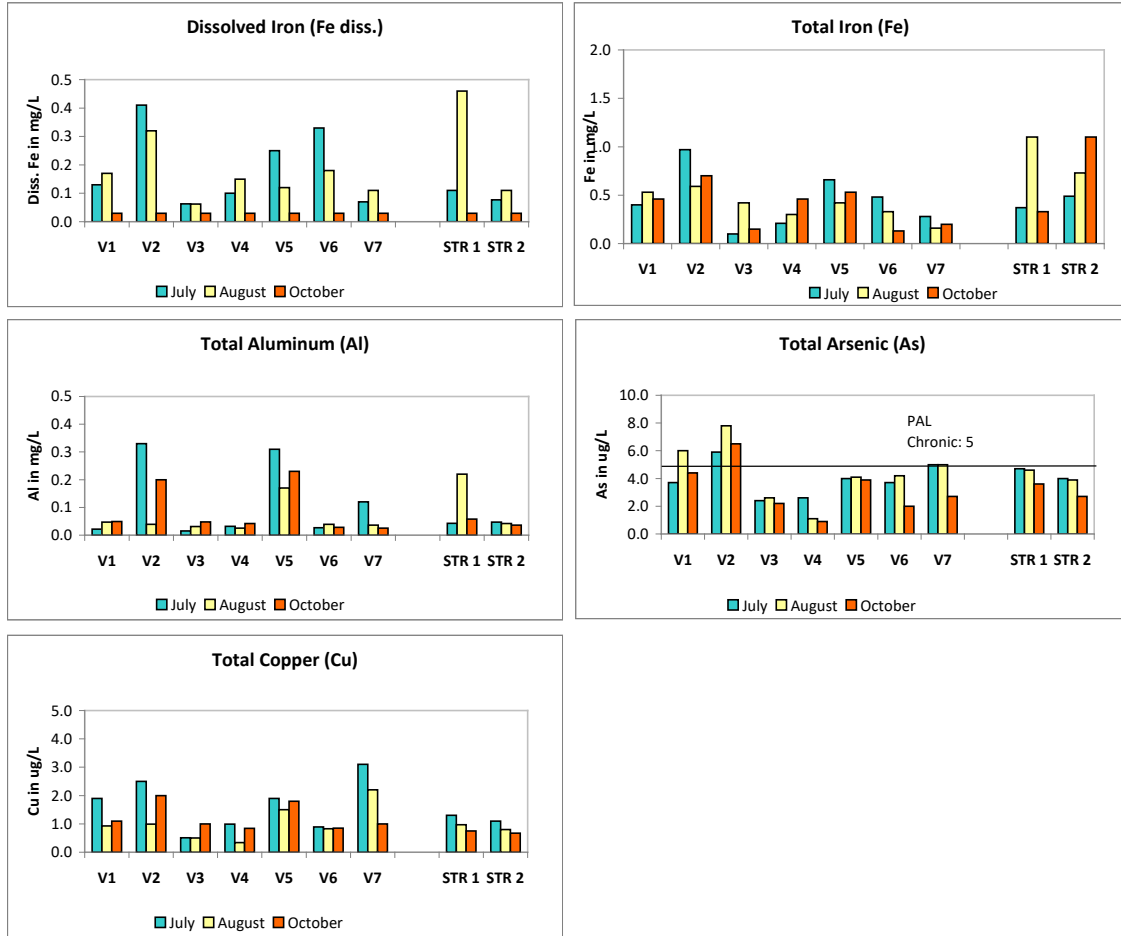 Dissolved Iron (Fe diss.)
Diss. Fe in mg/L
0.5
0.4
0.3
0.2
0.1
0.0
V1 V2 V3 V4 V5 V6 V7 STR 1 STR 2
July August October
Total Iron (Fe)
Fe in mg/L
2.0
1.5
1.0
0.5
0.0
V1 V2 V3 V4 V5 V6 V7 STR 1 STR 2
July August October
Total Aluminum (Al)
Al in mg/L
0.5
0.4
0.3
0.2
0.1
0.0
V1 V2 V3 V4 V5 V6 V7 STR 1 STR 2
July August October
Total Arsenic (As)
As in ug/L
10.0
8.0
6.0
4.0
2.0
0.0
PAL
Chronic: 5
V1 V2 V3 V4 V5 V6 V7 STR 1 STR 2
July August October
Total Copper (Cu)
Cu in ug/L
5.0
4.0
3.0
2.0
1.0
0.0
V1 V2 V3 V4 V5 V6 V7 STR 1 STR 2
July August October